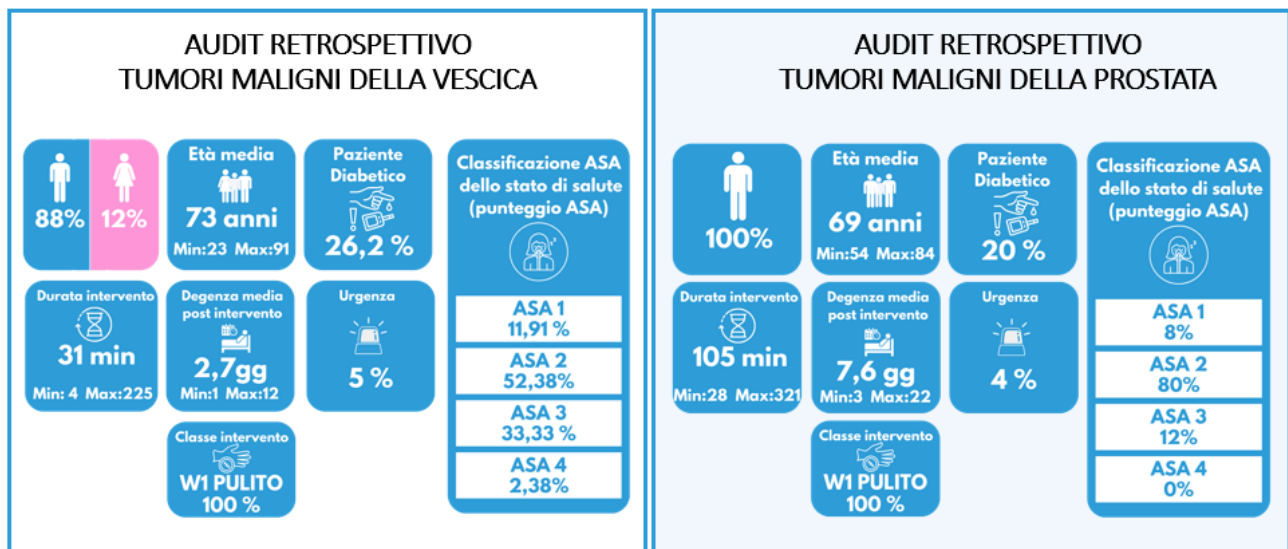 AUDIT RETROSPETTIVO
TUMORI MALIGNI DELLA VESCICA
88%
12%
Età media
73 anni
Min:23 Max:91
Paziente
Diabetico
26,2 %
Classificazione ASA
dello stato di salute
(punteggio ASA)
Durata intervento
31 min
Min: 4 Max:225
Degenza media
post intervento
2,7gg
Min:1 Max:12
Urgenza
5 %
ASA 1
11,91 %
ASA 2
52,38%
ASA 3
33,33 %
ASA 4
2,38%
Classe intervento
W1 PULITO
100 %
AUDIT RETROSPETTIVO
TUMORI MALIGNI DELLA PROSTATA
100%
Età media
69 anni
Min:54 Max:84
Paziente
Diabetico
20 %
Classificazione ASA
dello stato di salute
(punteggio ASA)
Durata intervento
105 min
Min:28 Max:321
Degenza media
post intervento
7,6 gg
Min:3 Max:22
Urgenza
4 %
ASA 1
8%
ASA 2
80%
ASA 3
12%
ASA 4
0%
Classe intervento
W1 PULITO
100 %